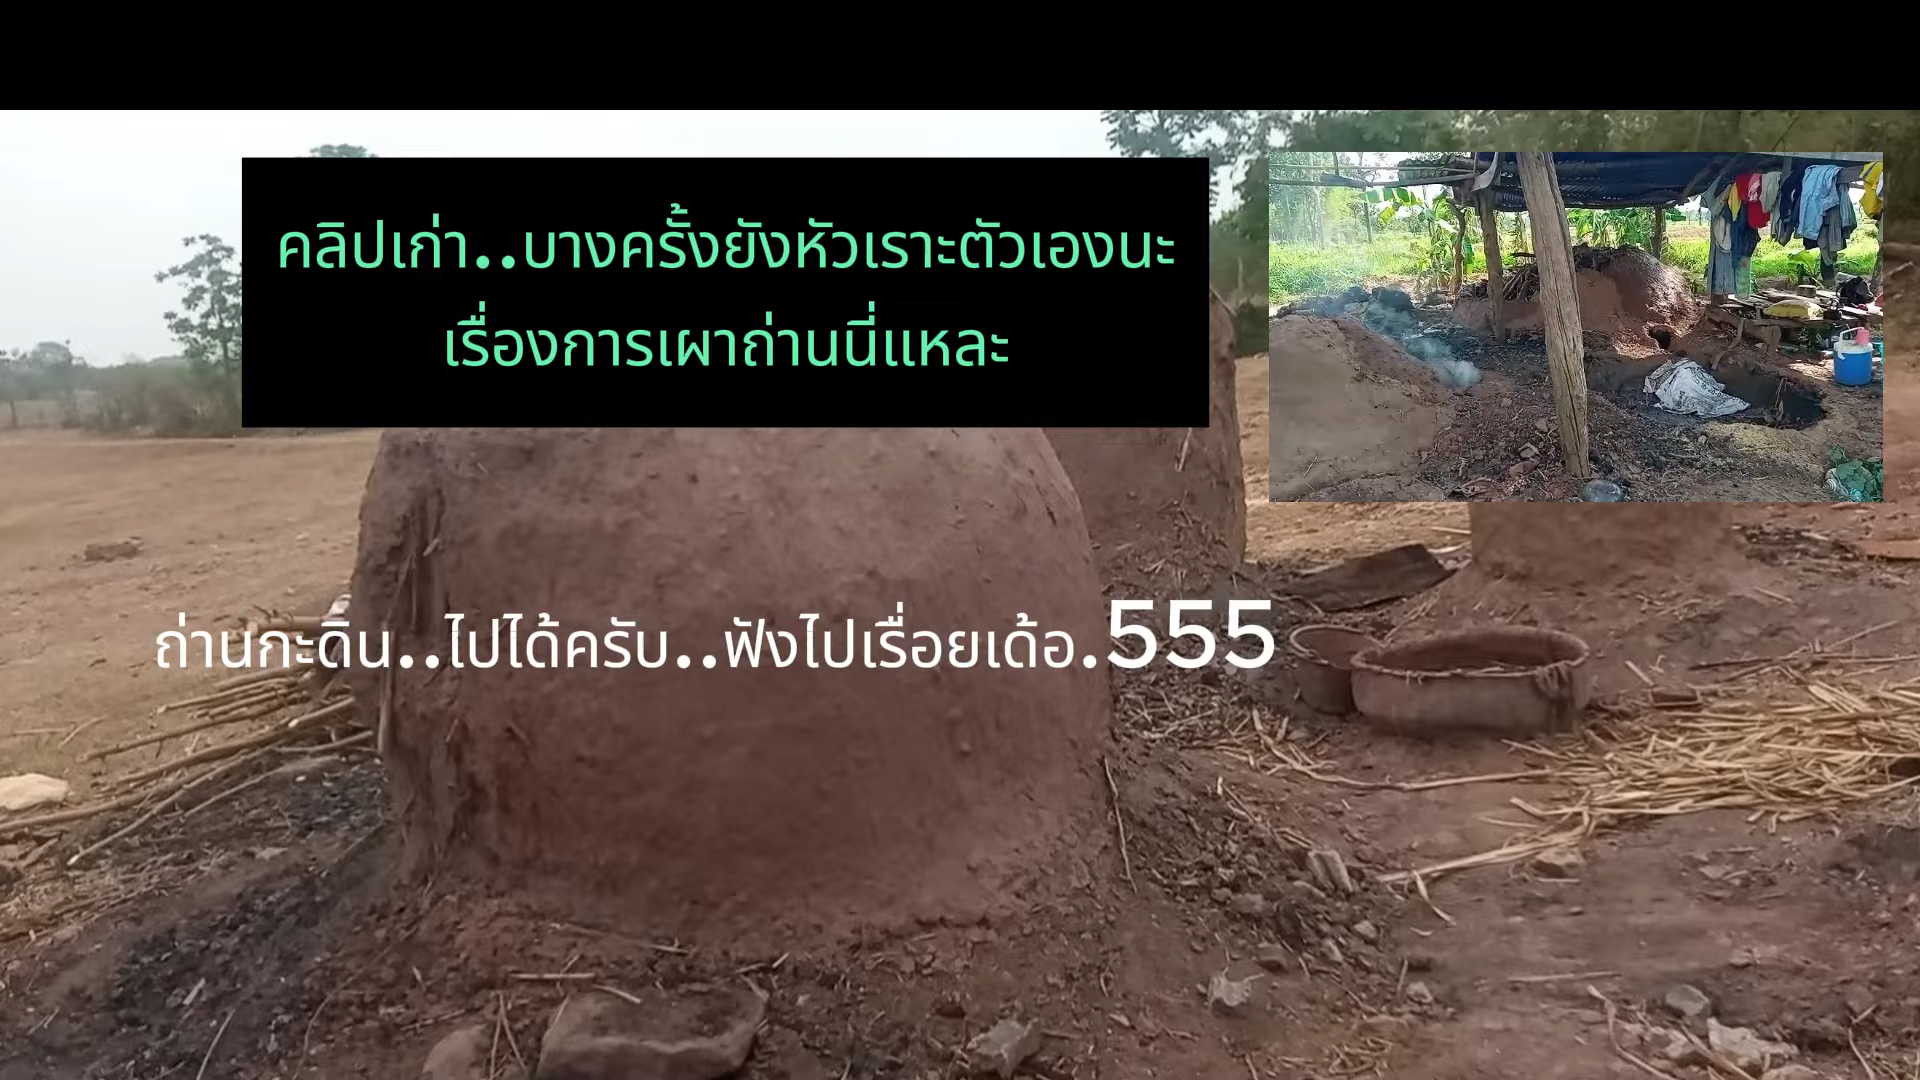 คลิปเก่า..บางครั้งยังหัวเราะตัวเองนะ
เรื่องการเผาถ่านนี่แหละ
ถ่านกะดิน..ไปได้ครับ..ฟังไปเรื่อยเด้อ.555